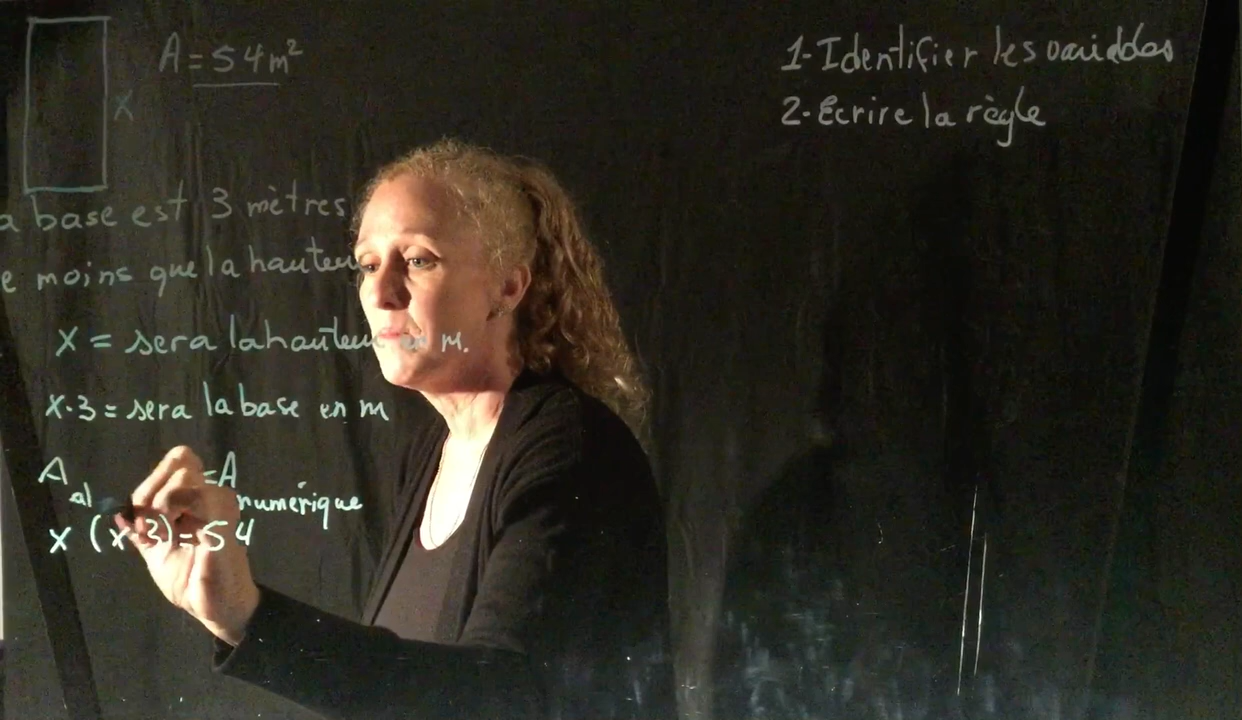 A = 54 m²
X
1- Identifier les variables
2- Écrire la règle
a base est 3 mètres
e moins que la hauteur
X = sera la hauteur en m.
X-3 = sera la base en m
A al = A numérique
X (X-3) = 54